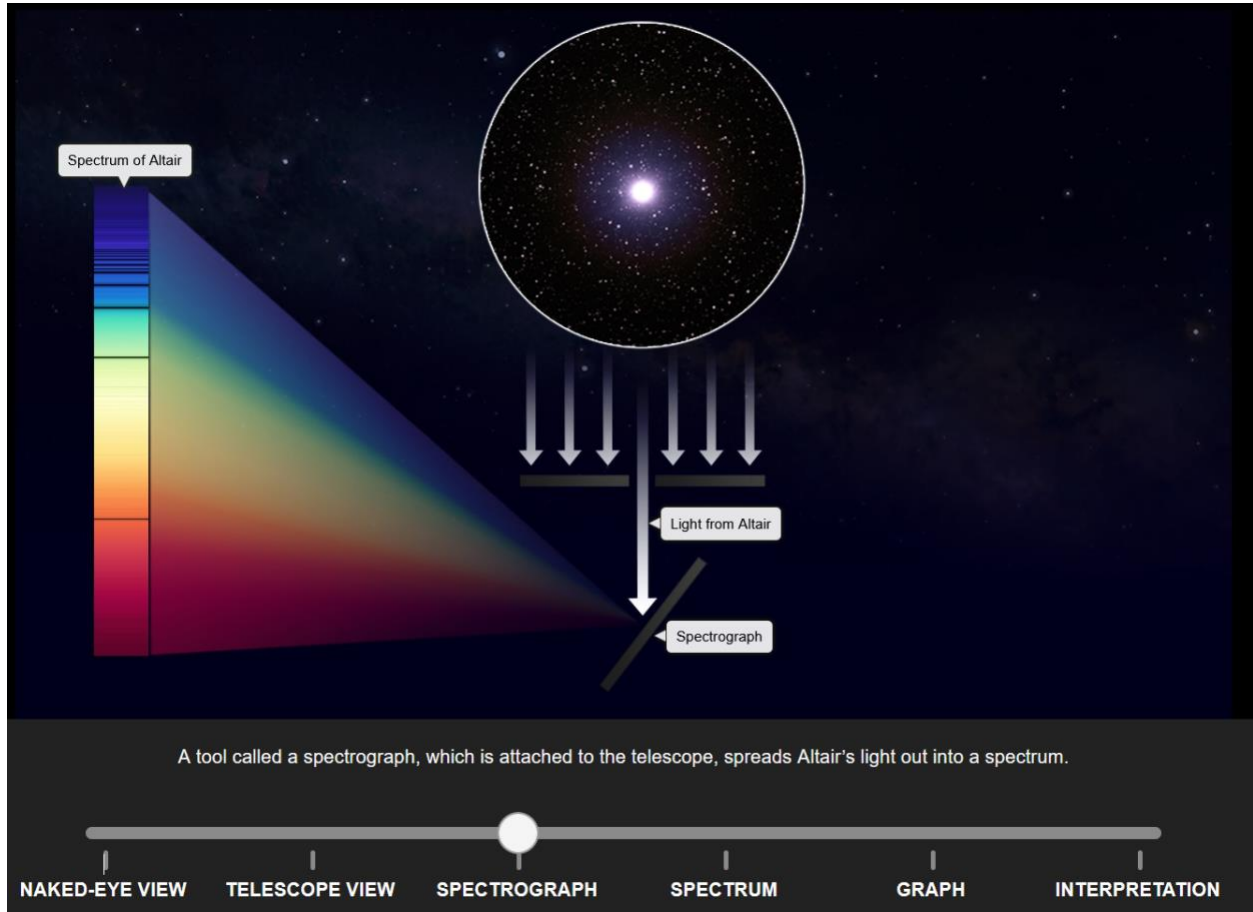 Spectrum of Altair
Light from Altair
Spectrograph
A tool called a spectrograph, which is attached to the telescope, spreads Altair’s light out into a spectrum.
NAKED-EYE VIEW TELESCOPE VIEW SPECTROGRAPH SPECTRUM GRAPH INTERPRETATION